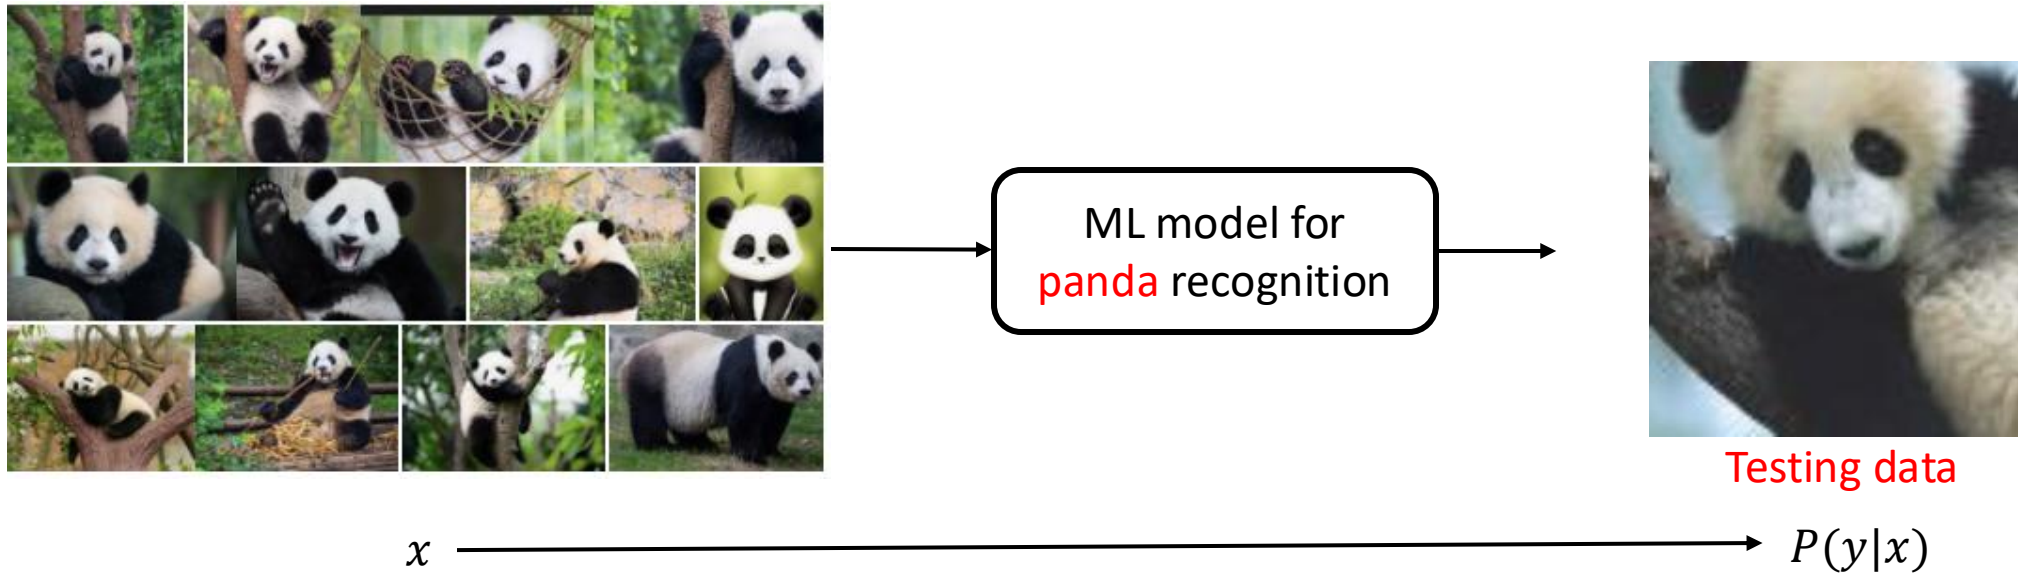 ML model for
panda recognition
Testing data
x
P(y|x)